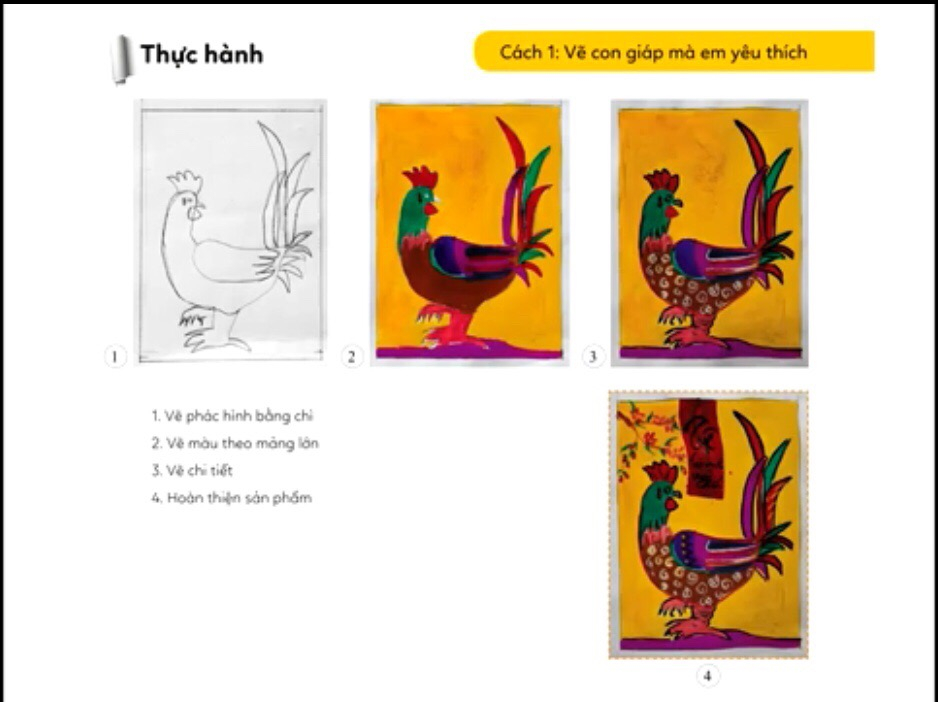 Thực hành
Cách 1: Vẽ con giáp mà em yêu thích
1
2
3
1. Vẽ phác hình bằng chì
2. Vẽ màu theo mảng lớn
3. Vẽ chi tiết
4. Hoàn thiện sản phẩm
4